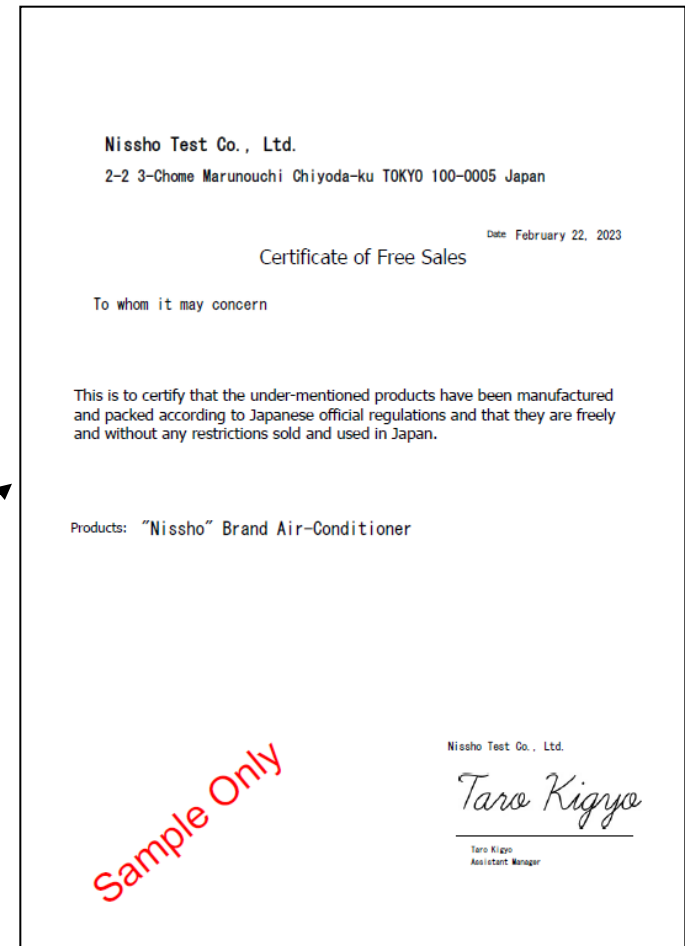 Nissho Test Co., Ltd.
2-2 3-Chome Marunouchi Chiyoda-ku TOKYO 100-0005 Japan
Date February 22, 2023
Certificate of Free Sales
To whom it may concern
This is to certify that the under-mentioned products have been manufactured
and packed according to Japanese official regulations and that they are freely
and without any restrictions sold and used in Japan.
Products: "Nissho" Brand Air-Conditioner
Sample Only
Nissho Test Co., Ltd.
Taro Kigyo
Taro Kigyo
Assistant Manager